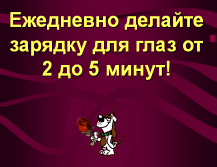 Ежедневно делайте
зарядку для глаз от
2 до 5 минут!